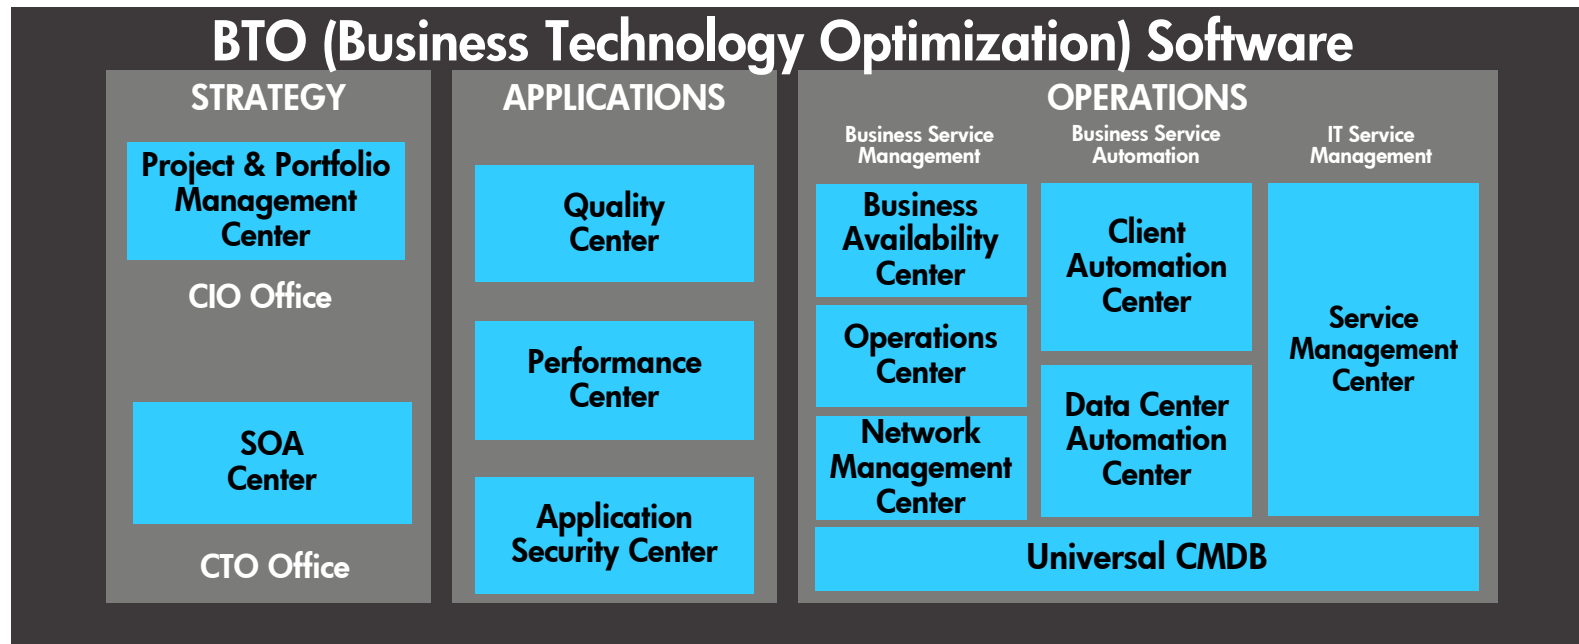 BTO (Business Technology Optimization) Software
STRATEGY
Project & Portfolio
Management
Center
CIO Office
SOA
Center
CTO Office
APPLICATIONS
Quality
Center
Performance
Center
Application
Security Center
OPERATIONS
Business Service
Management
Business
Availability
Center
Operations
Center
Network
Management
Center
Business Service
Automation
Client
Automation
Center
Data Center
Automation
Center
IT Service
Management
Service
Management
Center
Universal CMDB